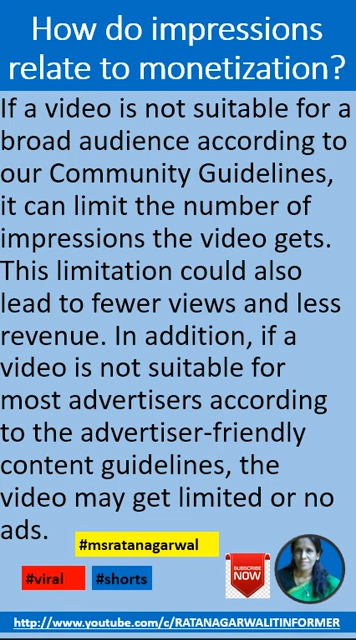 How do impressions
relate to monetization?
If a video is not suitable for a
broad audience according to
our Community Guidelines,
it can limit the number of
impressions the video gets.
This limitation could also
lead to fewer views and less
revenue. In addition, if a
video is not suitable for
most advertisers according
to the advertiser-friendly
content guidelines, the
video may get limited or no
ads.
#msratanagarwal
#viral
#shorts
SUBSCRIBE
NOW
http://www.youtube.com/c/RATANAGARWALITINFORMER